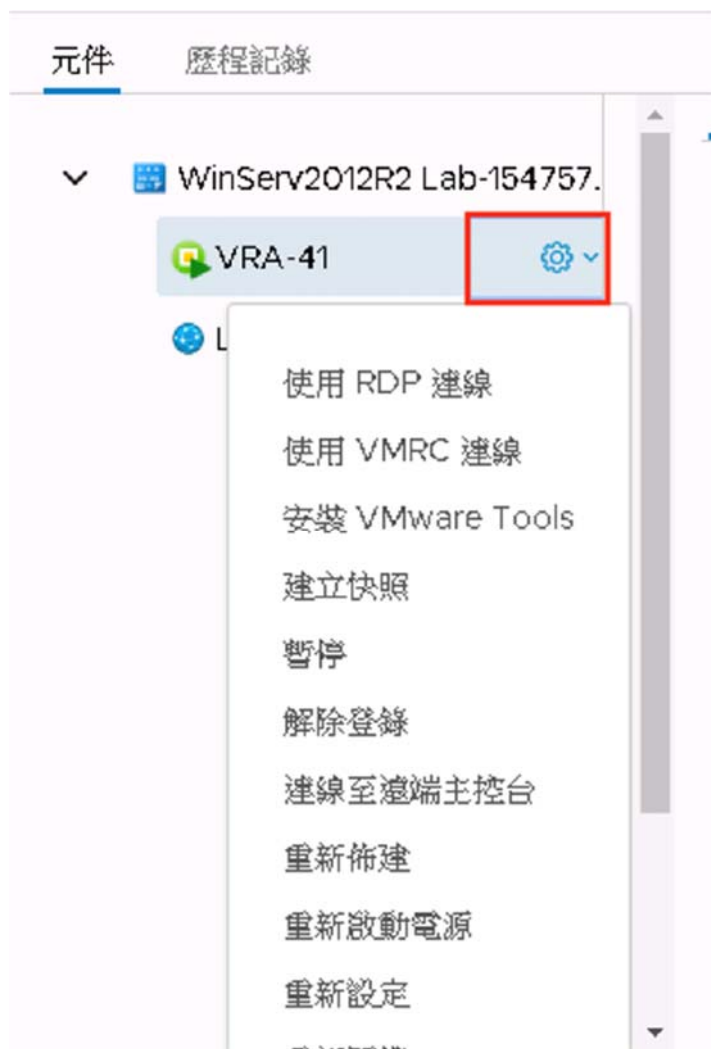 元件
歷程記錄
WinServ2012R2 Lab-154757.
VRA-41
L
使用 RDP 連線
使用 VMRC 連線
安裝 VMware Tools
建立快照
暫停
解除登錄
連線至遠端主控台
重新佈建
重新啟動電源
重新設定